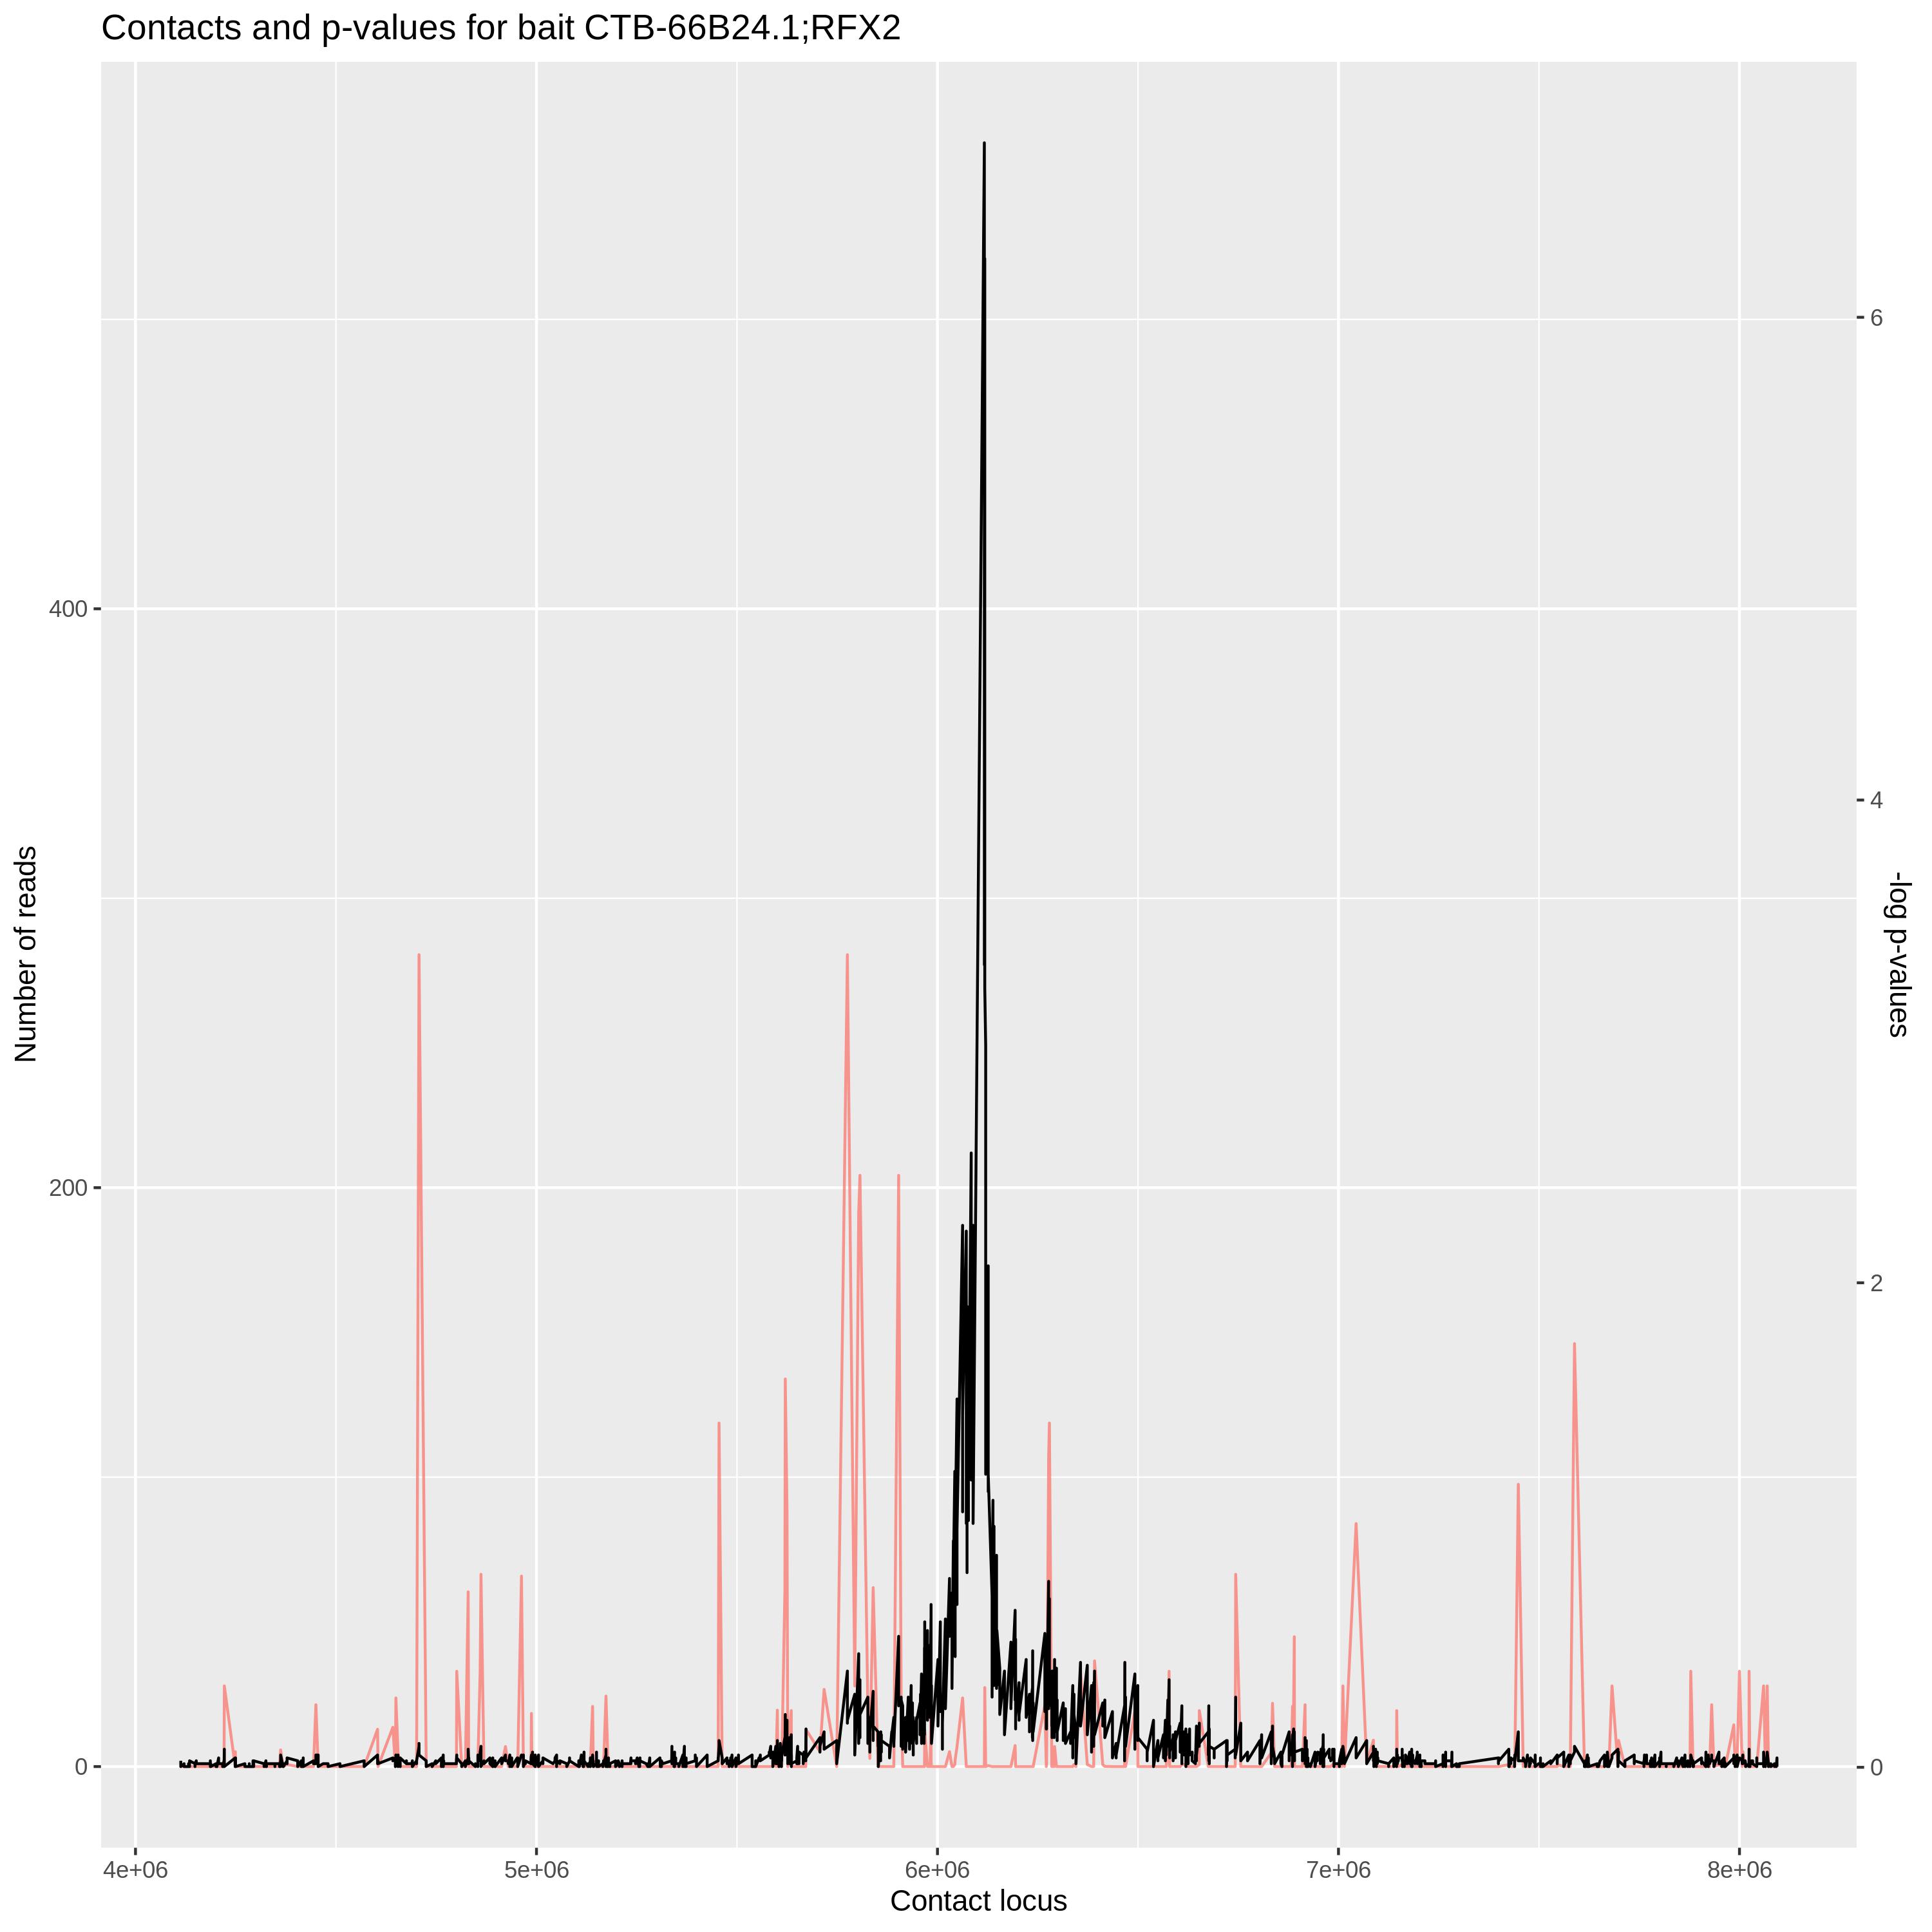 Contacts and p-values for bait CTB-66B24.1;RFX2
Number of reads
400
200
0
6
4
2
0
-log p-values
4e+06
5e+06
6e+06
7e+06
8e+06
Contact locus